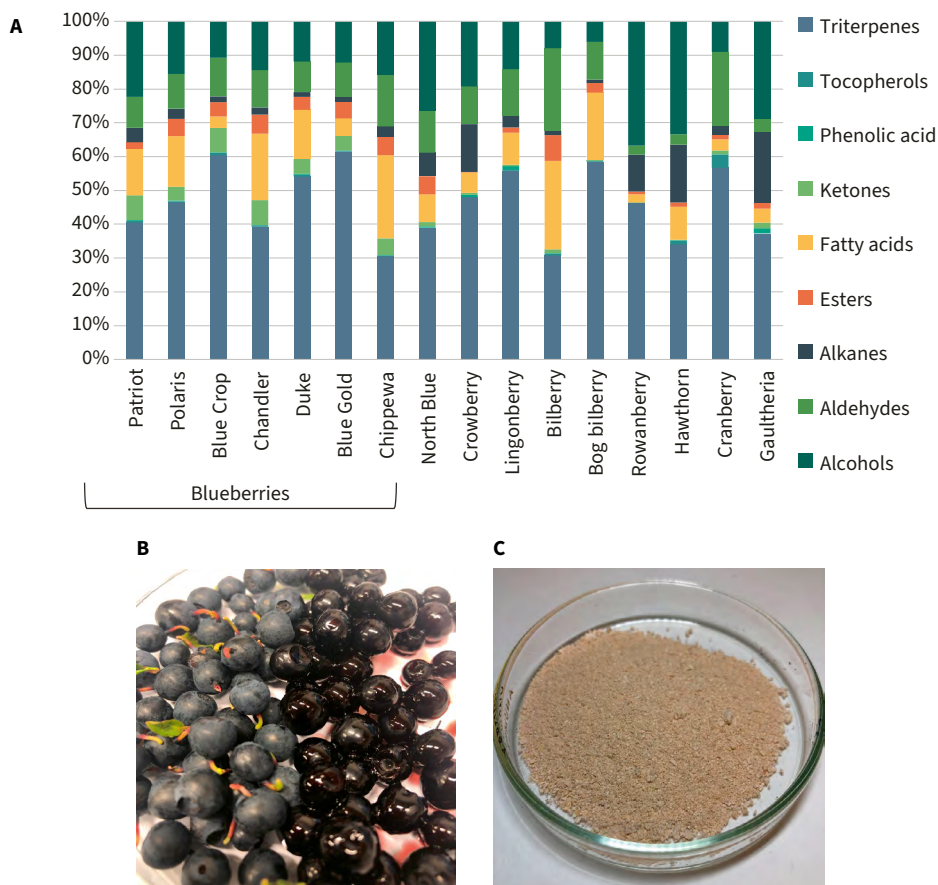 A
100%
90%
80%
70%
60%
50%
40%
30%
20%
10%
0%
Patriot
Polaris
Blue Crop
Chandler
Duke
Blue Gold
Chippewa
North Blue
Crowberry
Lingonberry
Bilberry
Bog bilberry
Rowanberry
Hawthorn
Cranberry
Gaultheria
Blueberries
Triterpenes
Tocopherols
Phenolic acid
Ketones
Fatty acids
Esters
Alkanes
Aldehydes
Alcohols
B
C